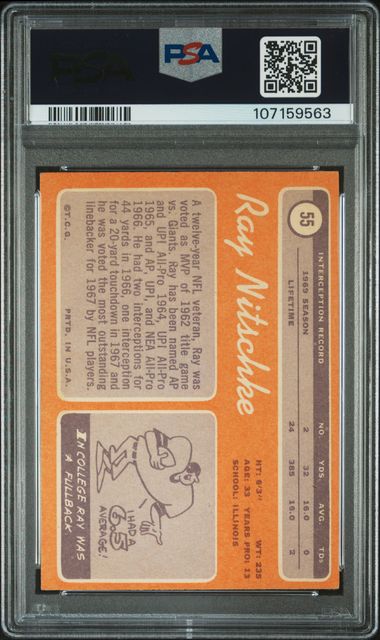 PSA
PSA
107159563
55
INTERCEPTION RECORD NO. YDS. AVG. TDs
1969 SEASON 2 32 16.0 0
LIFETIME 24 385 16.0 2
Ray Nitschke
HT: 6'3" WT: 235
AGE: 33 YEARS PRO: 13
SCHOOL: ILLINOIS
A twelve-year NFL veteran, Ray was
voted as MVP of 1962 title game
vs. Giants. Ray has been named AP
and UPI All-Pro 1964, UPI All-Pro
1965, and AP, UPI, and NEA All-Pro
1966. He had two interceptions for
44 yards in 1966, one interception
for a 20-yard touchdown in 1967 and
he was voted the most outstanding
linebacker for 1967 by NFL players.
©T.C.G. PRTD. IN U.S.A.
I HAD A
6.5
AVERAGE!
IN COLLEGE RAY WAS
A FULLBACK